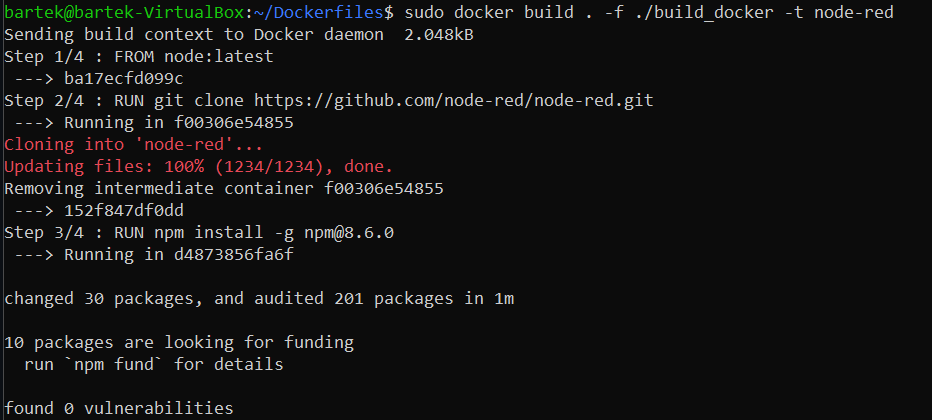 bartek@bartek-VirtualBox:~/Dockerfiles$ sudo docker build . -f ./build_docker -t node-red
Sending build context to Docker daemon  2.048kB
Step 1/4 : FROM node:latest
 ---> ba17ecfd099c
Step 2/4 : RUN git clone https://github.com/node-red/node-red.git
 ---> Running in f00306e54855
Cloning into 'node-red'...
Updating files: 100% (1234/1234), done.
Removing intermediate container f00306e54855
 ---> 152f847df0dd
Step 3/4 : RUN npm install -g npm@8.6.0
 ---> Running in d4873856fa6f
changed 30 packages, and audited 201 packages in 1m
10 packages are looking for funding
  run `npm fund` for details
found 0 vulnerabilities